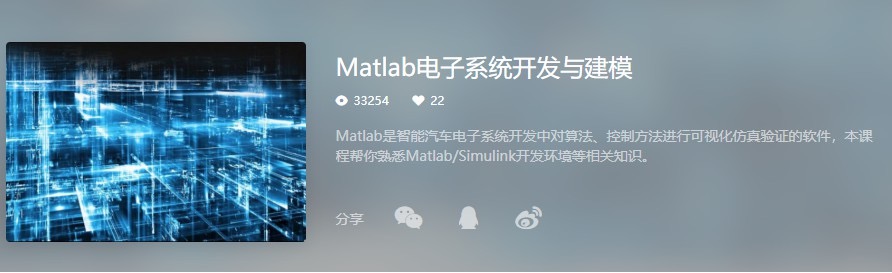 Matlab电子系统开发与建模
33254 22
Matlab是智能汽车电子系统开发中对算法、控制方法进行可视化仿真验证的软件，本课
程帮你熟悉Matlab/Simulink开发环境等相关知识。
分享